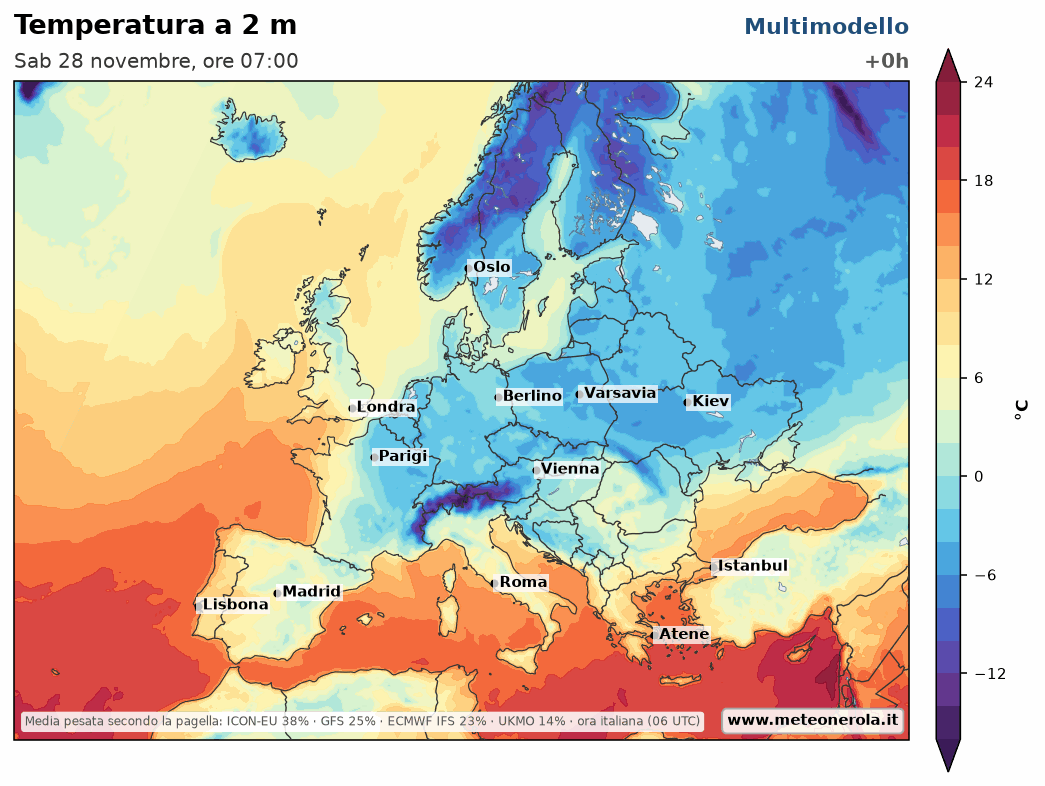 Temperatura a 2 m
Multimodello
Sab 28 novembre, ore 07:00
+0h
24
18
12
6
0
−6
−12
°C
Oslo
Londra
Berlino
Varsavia
Kiev
Parigi
Vienna
Istanbul
Roma
Madrid
Lisbona
Atene
Media pesata secondo la pagella: ICON-EU 38% · GFS 25% · ECMWF IFS 23% · UKMO 14% · ora italiana (06 UTC)
www.meteonerola.it